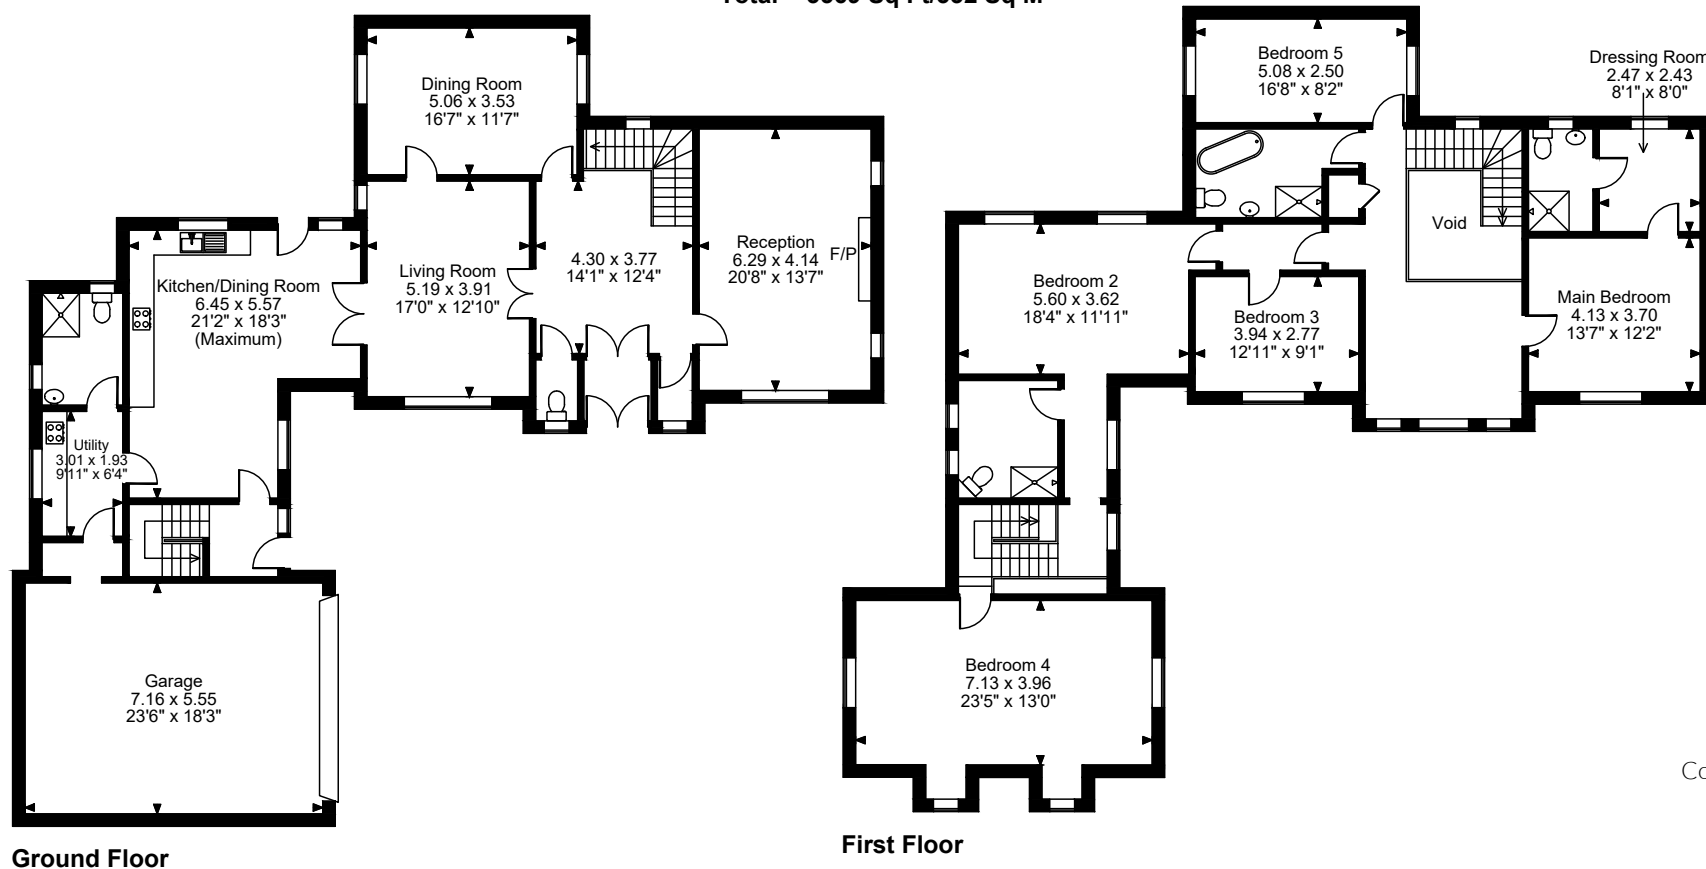 Dining Room
5.06 x 3.53
16'7" x 11'7"
Kitchen/Dining Room
6.45 x 5.57
21'2" x 18'3"
(Maximum)
Living Room
5.19 x 3.91
17'0" x 12'10"
4.30 x 3.77
14'1" x 12'4"
Reception
6.29 x 4.14
20'8" x 13'7"
F/P
Utility
3.01 x 1.93
9'11" x 6'4"
Garage
7.16 x 5.55
23'6" x 18'3"
Ground Floor
Bedroom 5
5.08 x 2.50
16'8" x 8'2"
Dressing Room
2.47 x 2.43
8'1" x 8'0"
Void
Bedroom 2
5.60 x 3.62
18'4" x 11'11"
Bedroom 3
3.94 x 2.77
12'11" x 9'1"
Main Bedroom
4.13 x 3.70
13'7" x 12'2"
Bedroom 4
7.13 x 3.96
23'5" x 13'0"
First Floor